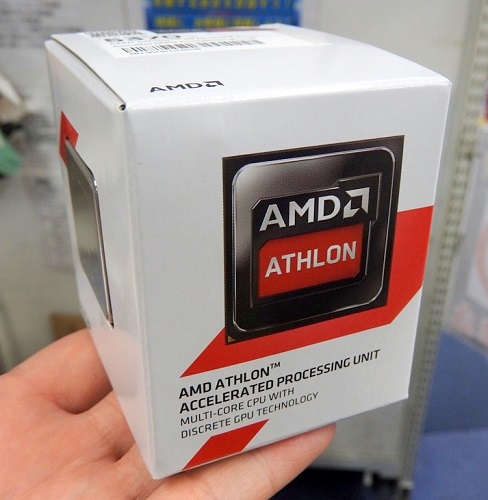 AMD
AMD
ATHLON
AMD ATHLON™
ACCELERATED PROCESSING UNIT
MULTI-CORE CPU WITH
DISCRETE GPU TECHNOLOGY